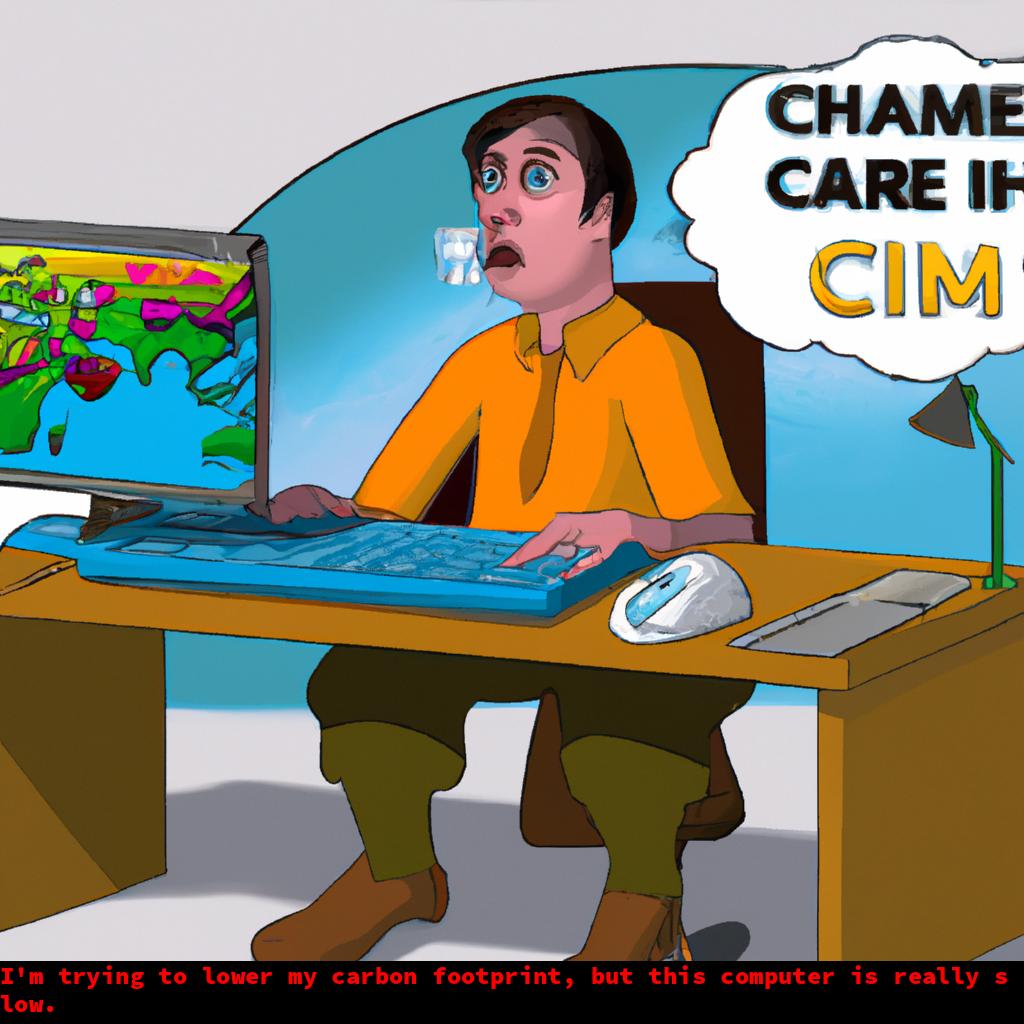 CHAME
CARE IH
CIM
I'm trying to lower my carbon footprint, but this computer is really s
low.